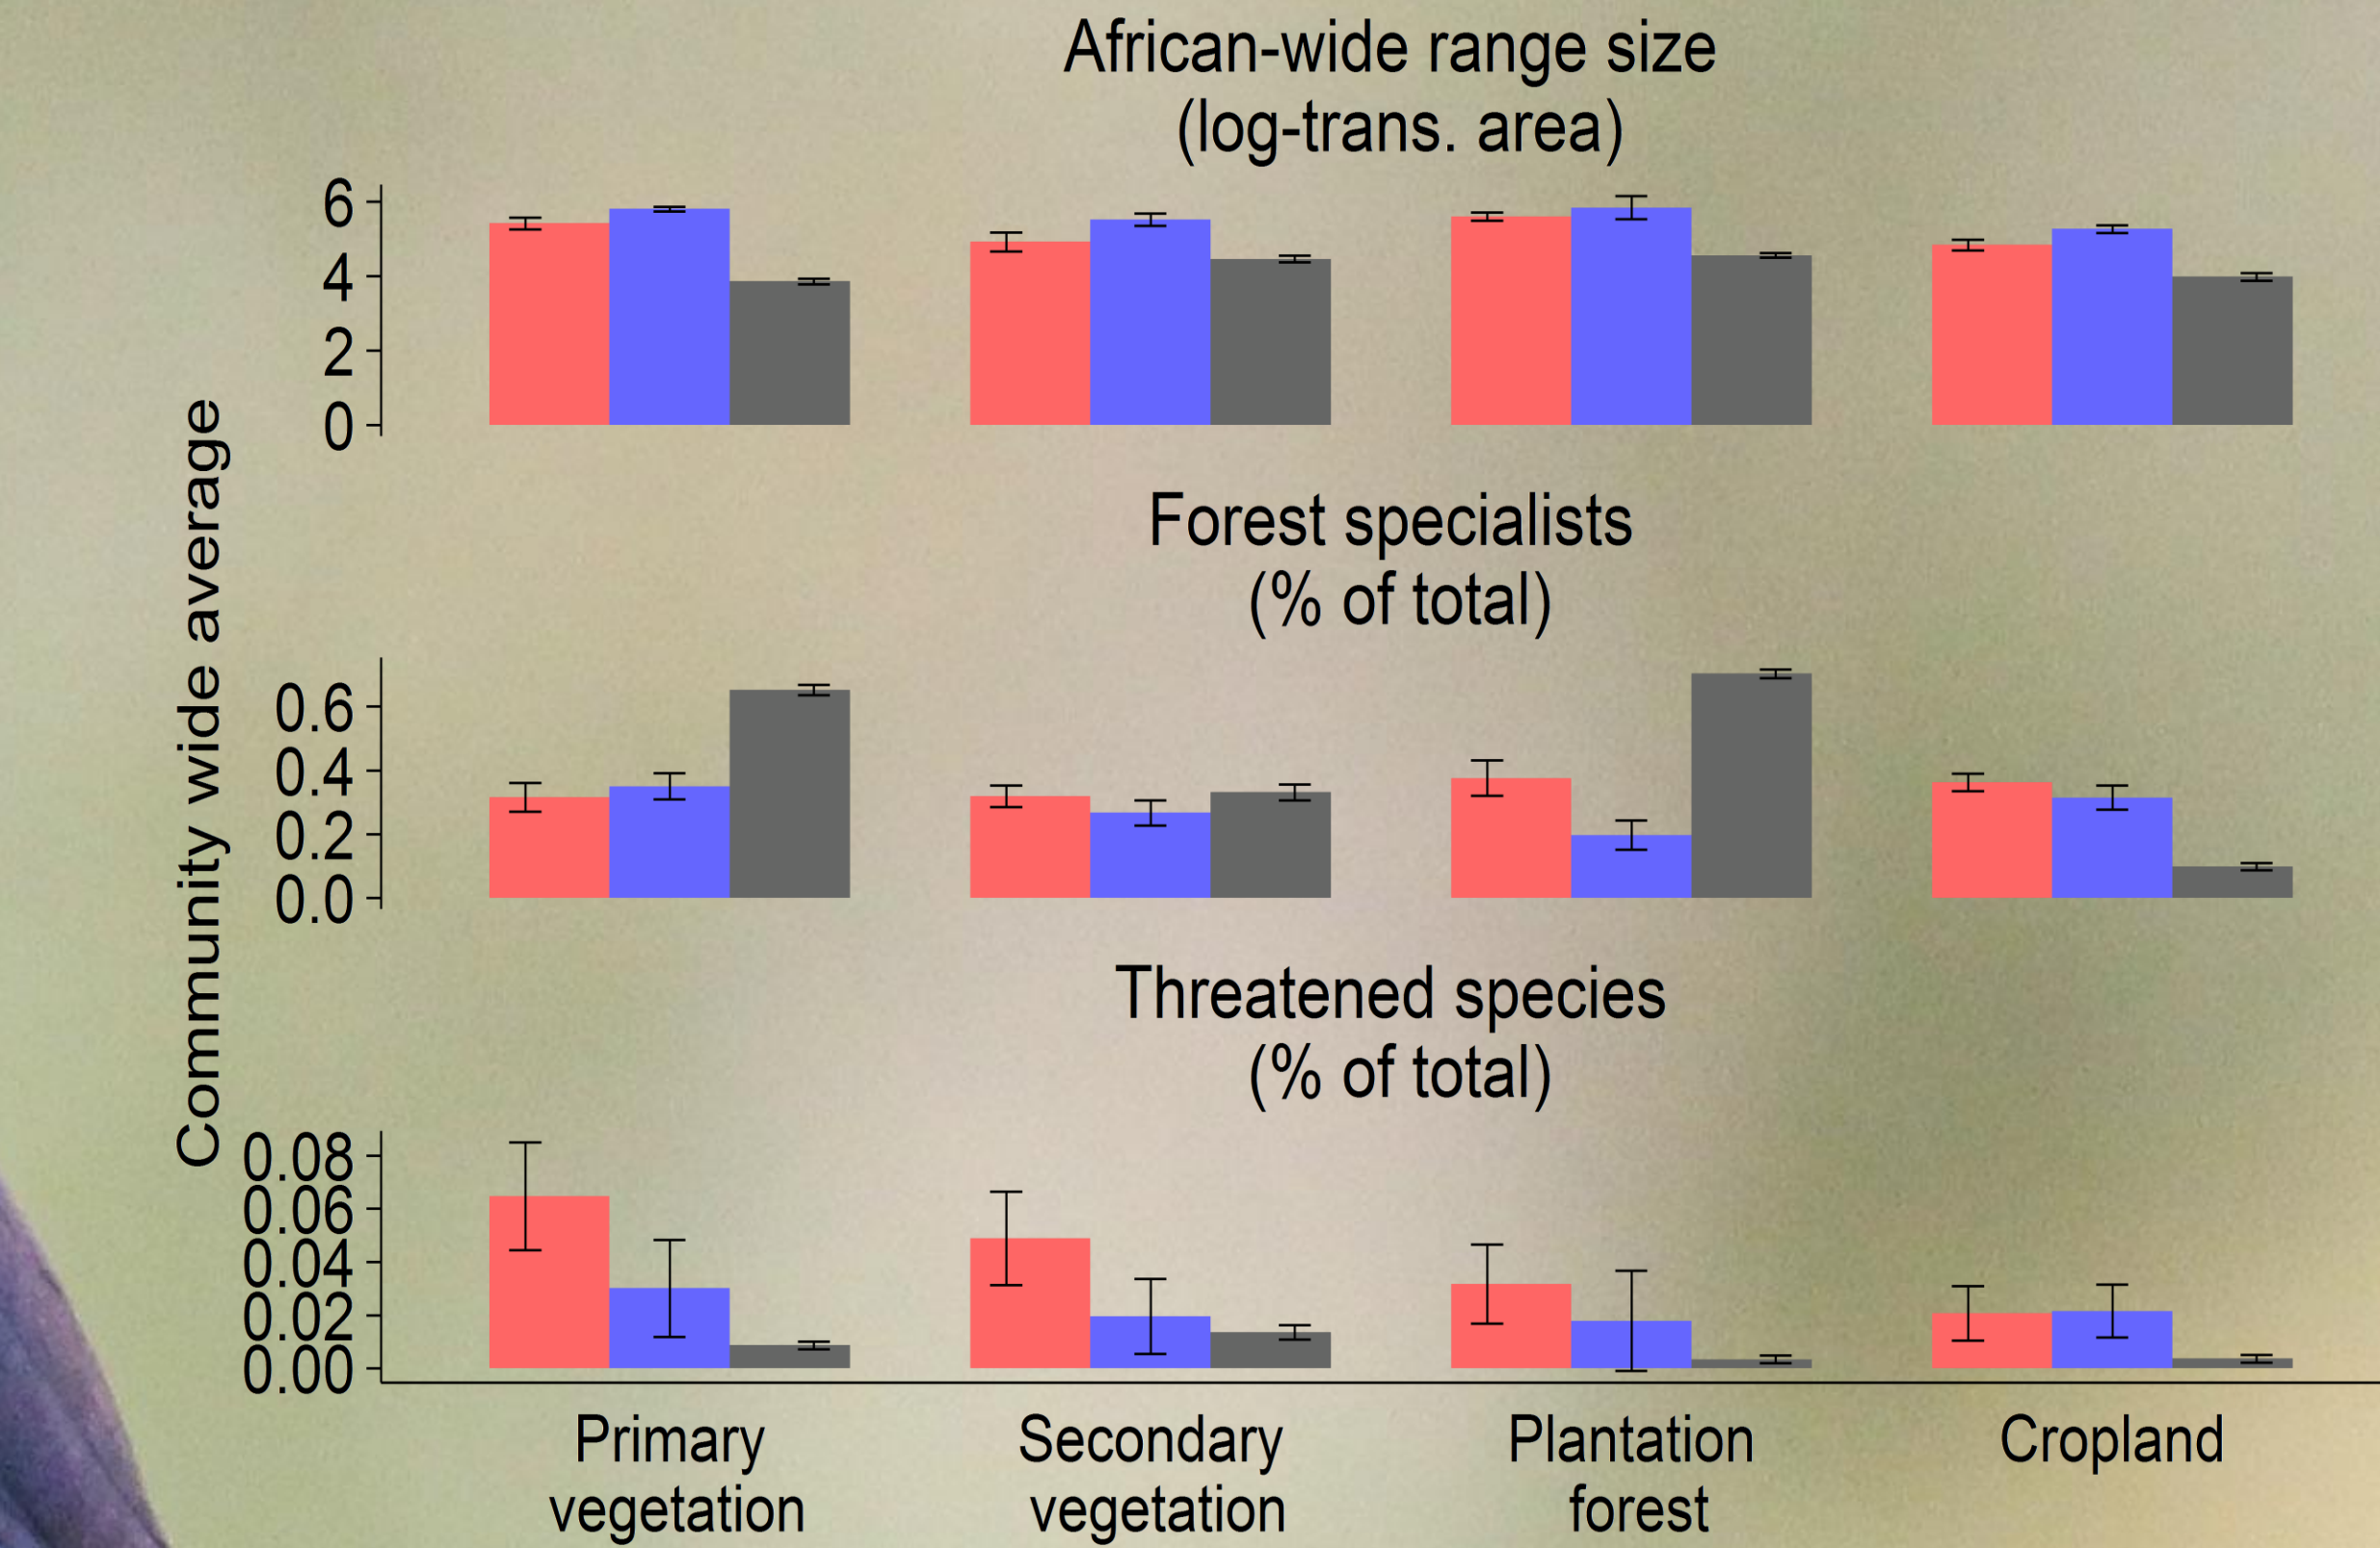 African-wide range size
(log-trans. area)
6
4
2
0
Forest specialists
(% of total)
0.6
0.4
0.2
0.0
Threatened species
(% of total)
0.08
0.06
0.04
0.02
0.00
Community wide average
Primary
vegetation
Secondary
vegetation
Plantation
forest
Cropland